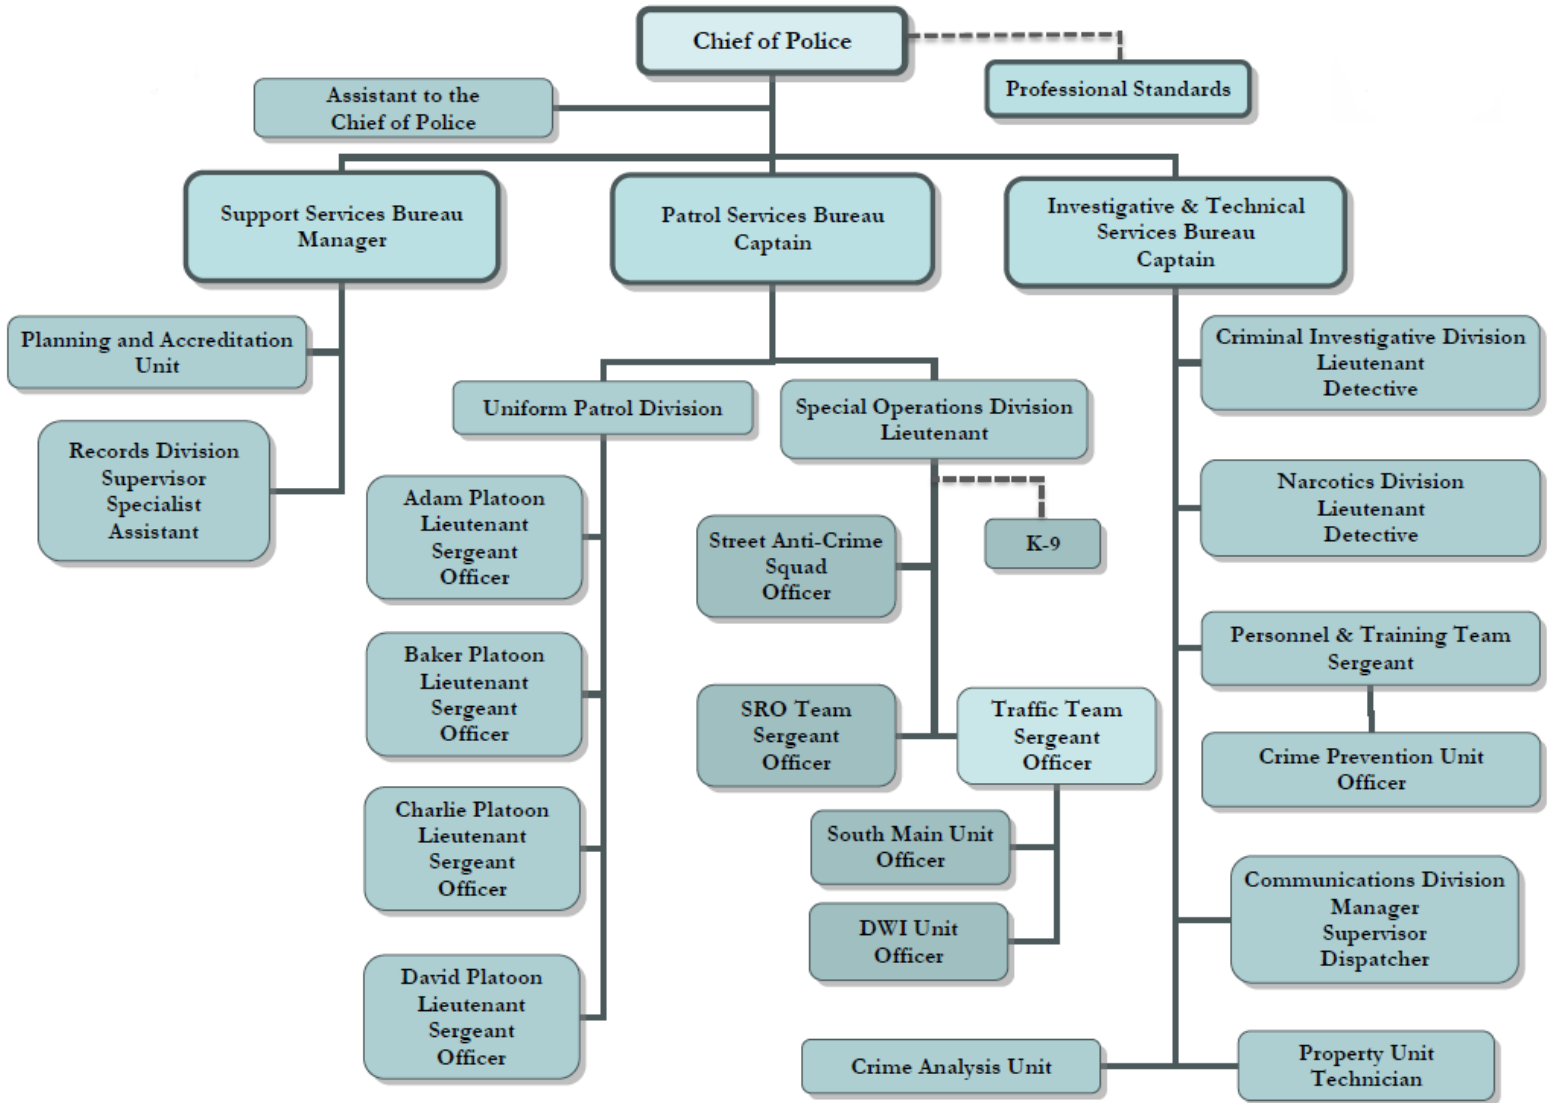 Chief of Police
Professional Standards
Assistant to the
Chief of Police
Support Services Bureau
Manager
Patrol Services Bureau
Captain
Investigative & Technical
Services Bureau
Captain
Planning and Accreditation
Unit
Records Division
Supervisor
Specialist
Assistant
Uniform Patrol Division
Adam Platoon
Lieutenant
Sergeant
Officer
Baker Platoon
Lieutenant
Sergeant
Officer
Charlie Platoon
Lieutenant
Sergeant
Officer
David Platoon
Lieutenant
Sergeant
Officer
Special Operations Division
Lieutenant
K-9
Street Anti-Crime
Squad
Officer
SRO Team
Sergeant
Officer
Traffic Team
Sergeant
Officer
South Main Unit
Officer
DWI Unit
Officer
Criminal Investigative Division
Lieutenant
Detective
Narcotics Division
Lieutenant
Detective
Personnel & Training Team
Sergeant
Crime Prevention Unit
Officer
Communications Division
Manager
Supervisor
Dispatcher
Crime Analysis Unit
Property Unit
Technician